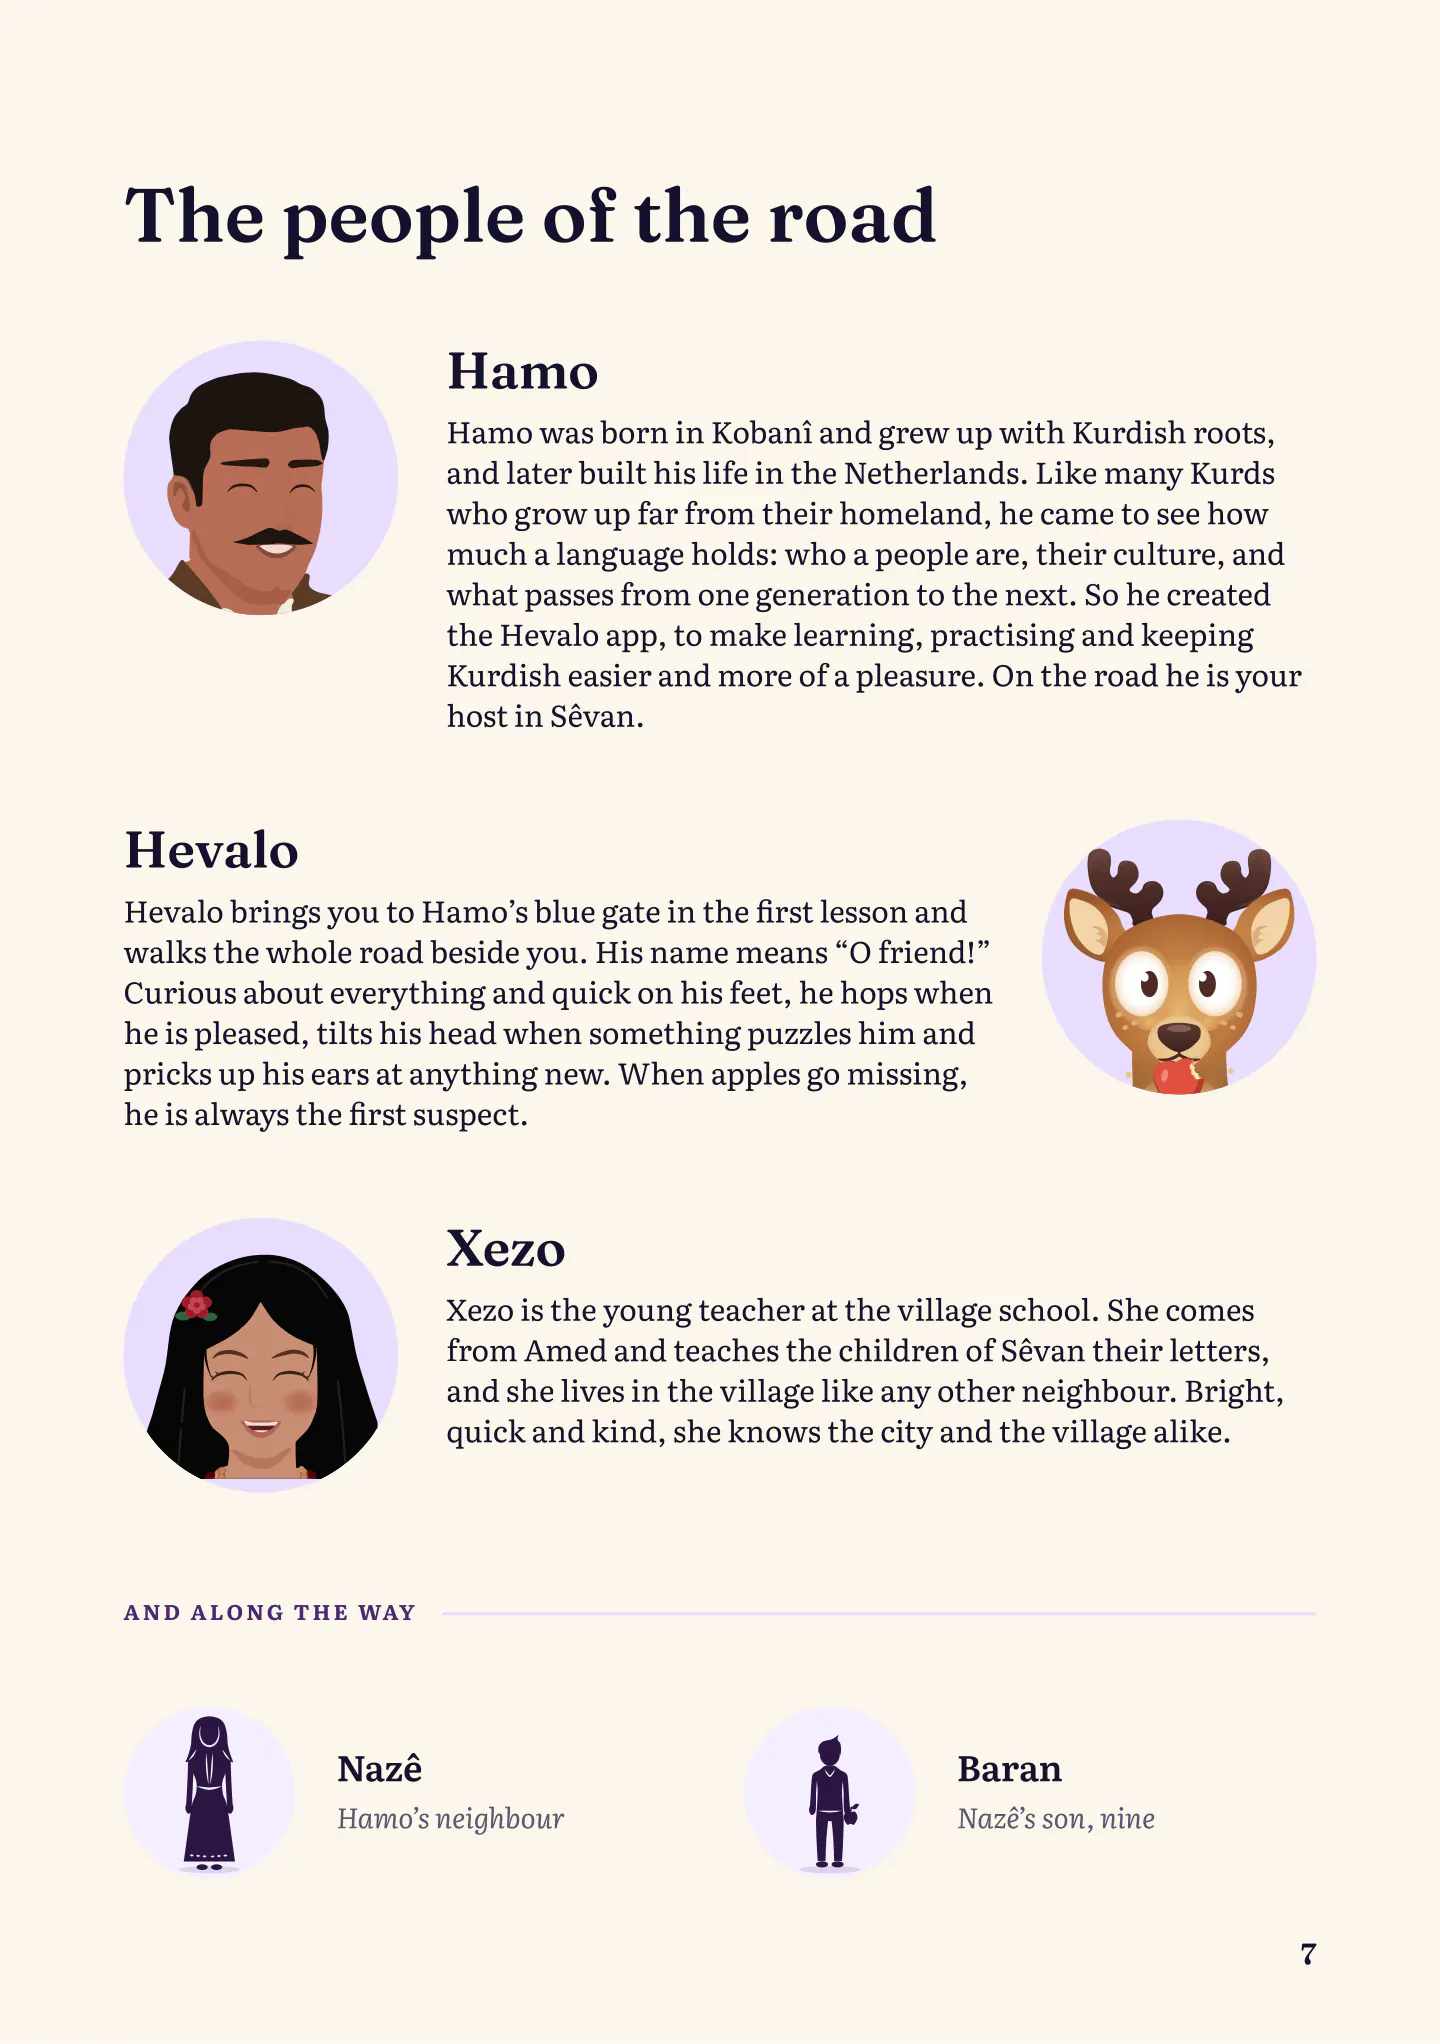 The people of the road
Hamo
Hamo was born in Kobanî and grew up with Kurdish roots,
and later built his life in the Netherlands. Like many Kurds
who grow up far from their homeland, he came to see how
much a language holds: who a people are, their culture, and
what passes from one generation to the next. So he created
the Hevalo app, to make learning, practising and keeping
Kurdish easier and more of a pleasure. On the road he is your
host in Sêvan.
Hevalo
Hevalo brings you to Hamo’s blue gate in the first lesson and
walks the whole road beside you. His name means “O friend!”
Curious about everything and quick on his feet, he hops when
he is pleased, tilts his head when something puzzles him and
pricks up his ears at anything new. When apples go missing,
he is always the first suspect.
Xezo
Xezo is the young teacher at the village school. She comes
from Amed and teaches the children of Sêvan their letters,
and she lives in the village like any other neighbour. Bright,
quick and kind, she knows the city and the village alike.
AND ALONG THE WAY
Nazê
Hamo’s neighbour
Baran
Nazê’s son, nine
7